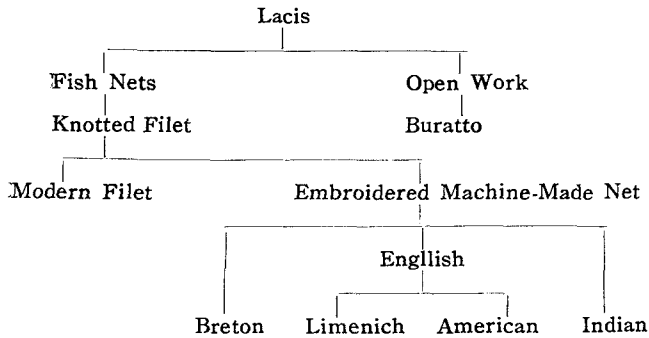 Lacis
Fish Nets Open Work
Knotted Filet Buratto
Modern Filet Embroidered Machine-Made Net
Engllish
Breton Limenich American Indian